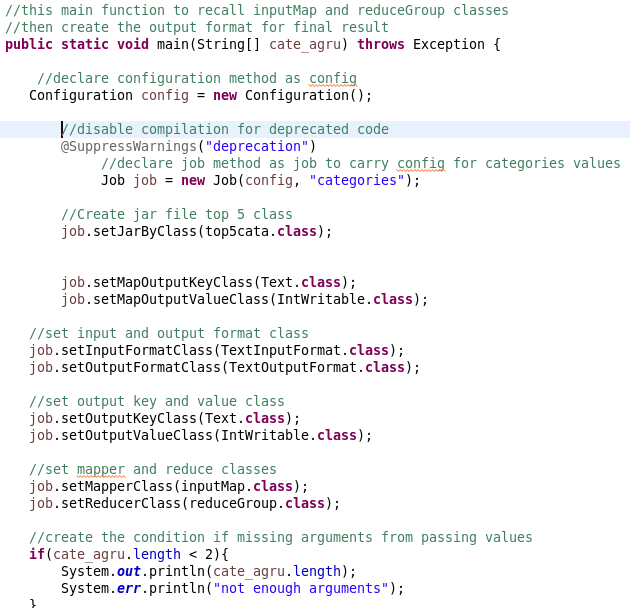 //this main function to recall inputMap and reduceGroup classes
//then create the output format for final result
public static void main(String[] cate_agru) throws Exception {
//declare configuration method as config
Configuration config = new Configuration();
//disable compilation for deprecated code
@SuppressWarnings("deprecation")
//declare job method as job to carry config for categories values
Job job = new Job(config, "categories");
//Create jar file top 5 class
job.setJarByClass(top5cata.class);
job.setMapOutputKeyClass(Text.class);
job.setMapOutputValueClass(IntWritable.class);
//set input and output format class
job.setInputFormatClass(TextInputFormat.class);
job.setOutputFormatClass(TextOutputFormat.class);
//set output key and value class
job.setOutputKeyClass(Text.class);
job.setOutputValueClass(IntWritable.class);
//set mapper and reduce classes
job.setMapperClass(inputMap.class);
job.setReducerClass(reduceGroup.class);
//create the condition if missing arguments from passing values
if(cate_agru.length < 2){
System.out.println(cate_agru.length);
System.err.println("not enough arguments");
}